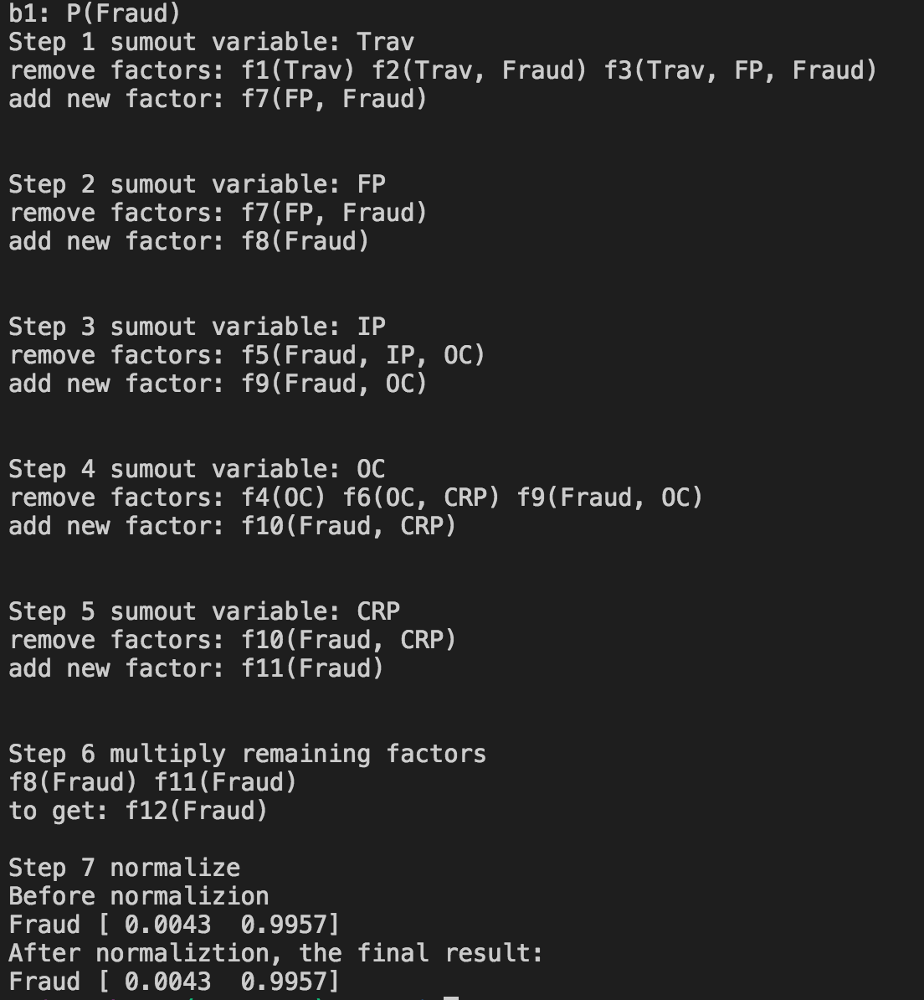 b1: P(Fraud)
Step 1 sumout variable: Trav
remove factors: f1(Trav) f2(Trav, Fraud) f3(Trav, FP, Fraud)
add new factor: f7(FP, Fraud)
Step 2 sumout variable: FP
remove factors: f7(FP, Fraud)
add new factor: f8(Fraud)
Step 3 sumout variable: IP
remove factors: f5(Fraud, IP, OC)
add new factor: f9(Fraud, OC)
Step 4 sumout variable: OC
remove factors: f4(OC) f6(OC, CRP) f9(Fraud, OC)
add new factor: f10(Fraud, CRP)
Step 5 sumout variable: CRP
remove factors: f10(Fraud, CRP)
add new factor: f11(Fraud)
Step 6 multiply remaining factors
f8(Fraud) f11(Fraud)
to get: f12(Fraud)
Step 7 normalize
Before normalizion
Fraud [ 0.0043  0.9957]
After normaliztion, the final result:
Fraud [ 0.0043  0.9957]